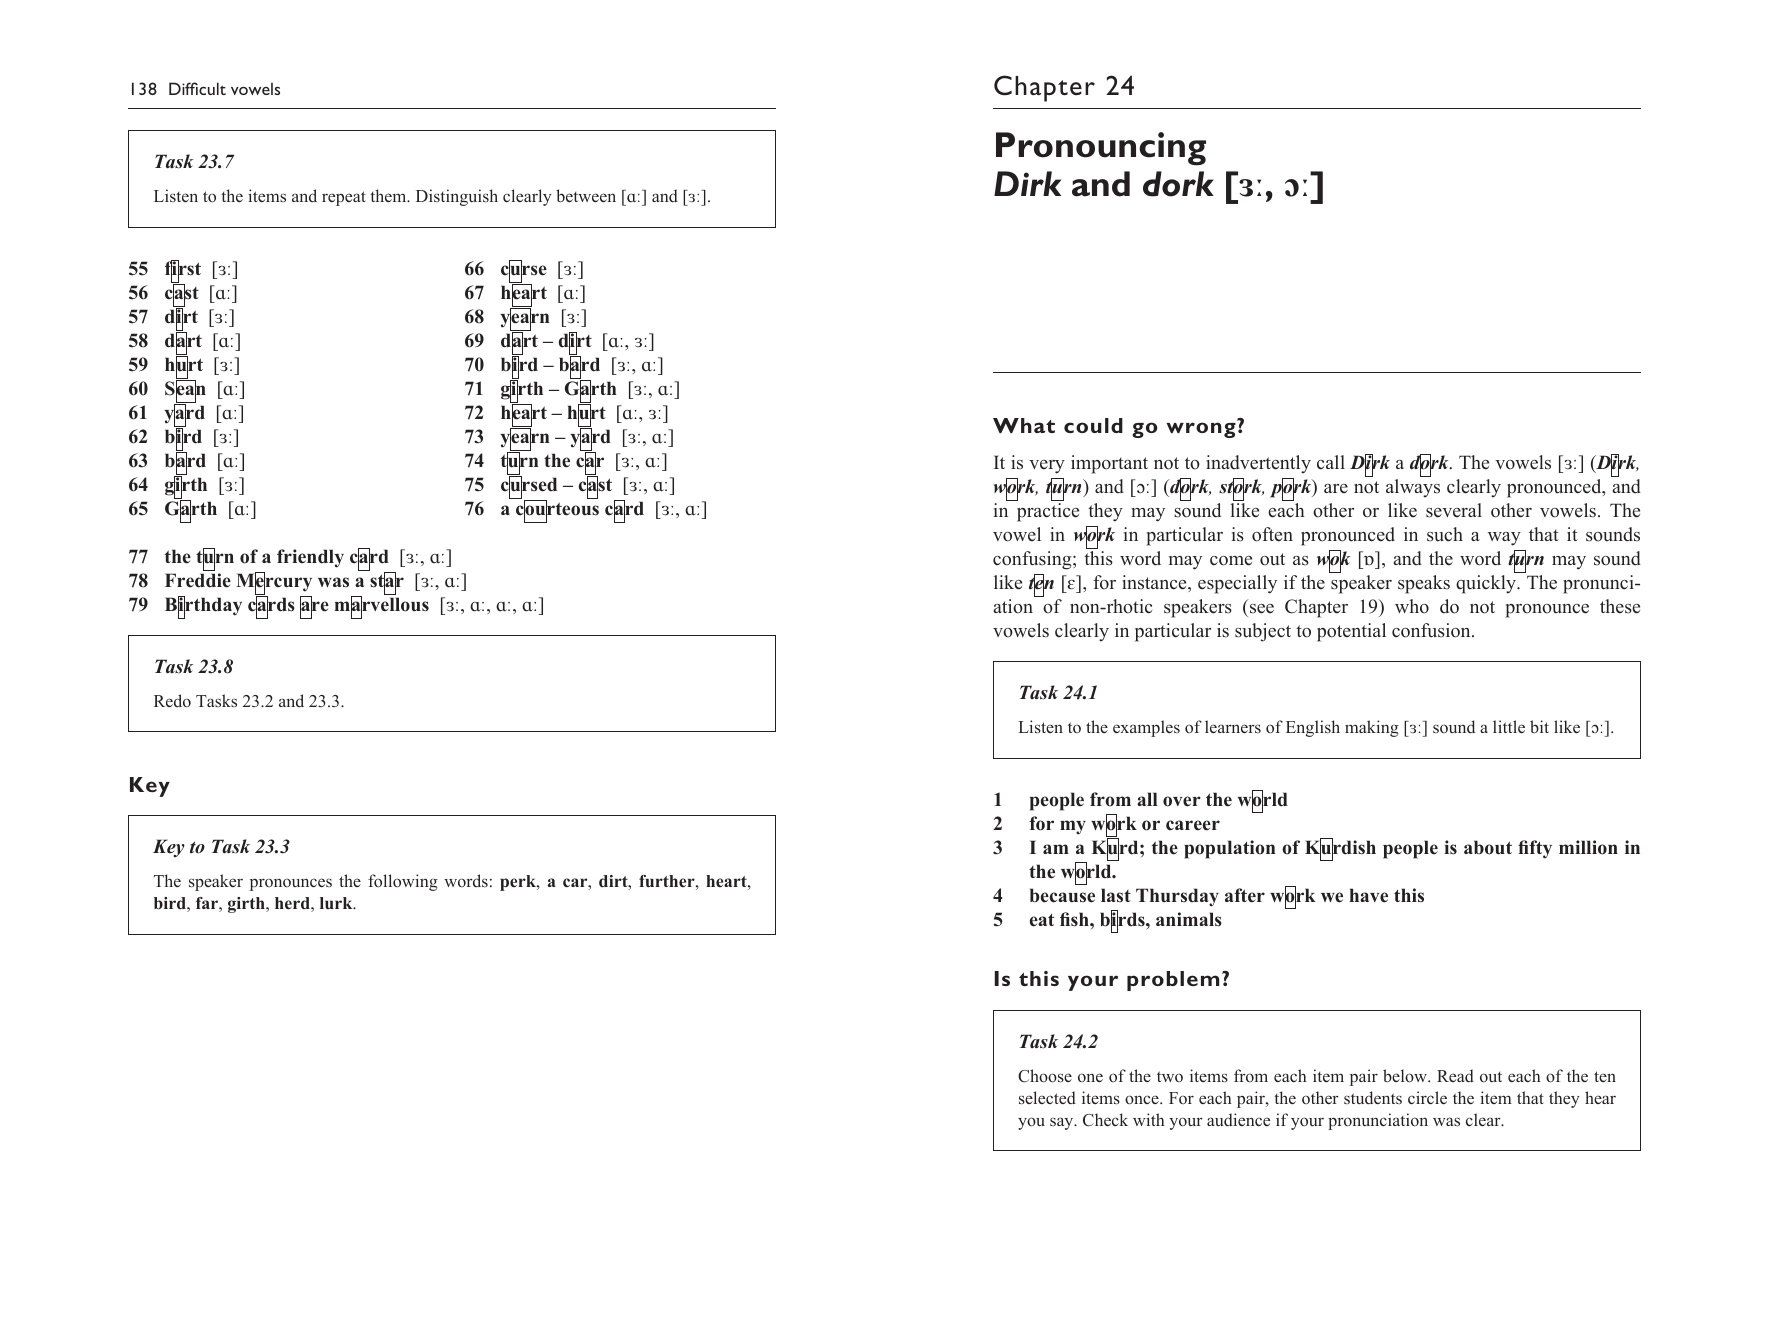 138 Difficult vowels
Task 23.7
Listen to the items and repeat them. Distinguish clearly between [ɑː] and [ɜː].
55 first [ɜː]
56 cast [ɑː]
57 dirt [ɜː]
58 dart [ɑː]
59 hurt [ɜː]
60 Sean [ɑː]
61 yard [ɑː]
62 bird [ɜː]
63 bard [ɑː]
64 girth [ɜː]
65 Garth [ɑː]
66 curse [ɜː]
67 heart [ɑː]
68 yearn [ɜː]
69 dart – dirt [ɑː, ɜː]
70 bird – bard [ɜː, ɑː]
71 girth – Garth [ɜː, ɑː]
72 heart – hurt [ɑː, ɜː]
73 yearn – yard [ɜː, ɑː]
74 turn the car [ɜː, ɑː]
75 cursed – cast [ɜː, ɑː]
76 a courteous card [ɜː, ɑː]
77 the turn of a friendly card [ɜː, ɑː]
78 Freddie Mercury was a star [ɜː, ɑː]
79 Birthday cards are marvellous [ɜː, ɑː, ɑː, ɑː]
Task 23.8
Redo Tasks 23.2 and 23.3.
Key
Key to Task 23.3
The speaker pronounces the following words: perk, a car, dirt, further, heart,
bird, far, girth, herd, lurk.
Chapter 24
Pronouncing
Dirk and dork [ɜː, ɔː]
What could go wrong?
It is very important not to inadvertently call Dirk a dork. The vowels [ɜː] (Dirk,
work, turn) and [ɔː] (dork, stork, pork) are not always clearly pronounced, and
in practice they may sound like each other or like several other vowels. The
vowel in work in particular is often pronounced in such a way that it sounds
confusing; this word may come out as wok [ɒ], and the word turn may sound
like ten [ɛ], for instance, especially if the speaker speaks quickly. The pronunci-
ation of non-rhotic speakers (see Chapter 19) who do not pronounce these
vowels clearly in particular is subject to potential confusion.
Task 24.1
Listen to the examples of learners of English making [ɜː] sound a little bit like [ɔː].
1 people from all over the world
2 for my work or career
3 I am a Kurd; the population of Kurdish people is about fifty million in
the world.
4 because last Thursday after work we have this
5 eat fish, birds, animals
Is this your problem?
Task 24.2
Choose one of the two items from each item pair below. Read out each of the ten
selected items once. For each pair, the other students circle the item that they hear
you say. Check with your audience if your pronunciation was clear.